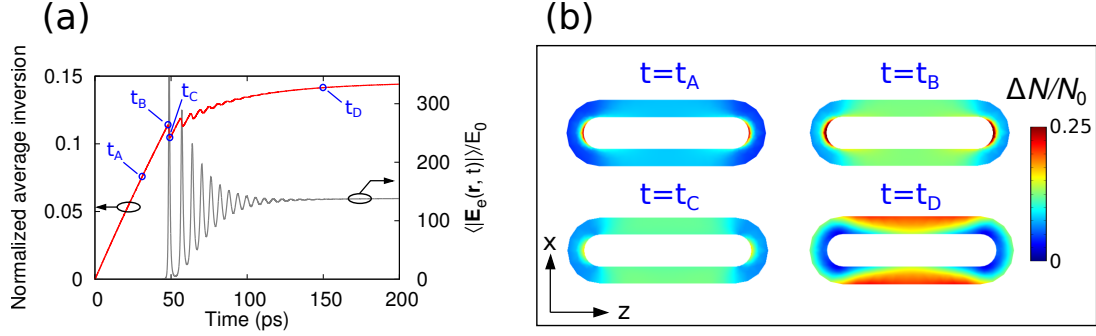 (a)
Normalized average inversion
0.15
0.1
0.05
0
t_A
t_B
t_C
t_D
300
200
100
0
⟨|E_e(r, t)|⟩/E_0
0 50 100 150 200
Time (ps)
(b)
t=t_A
t=t_B
t=t_C
t=t_D
ΔN/N_0
0.25
0
x
z